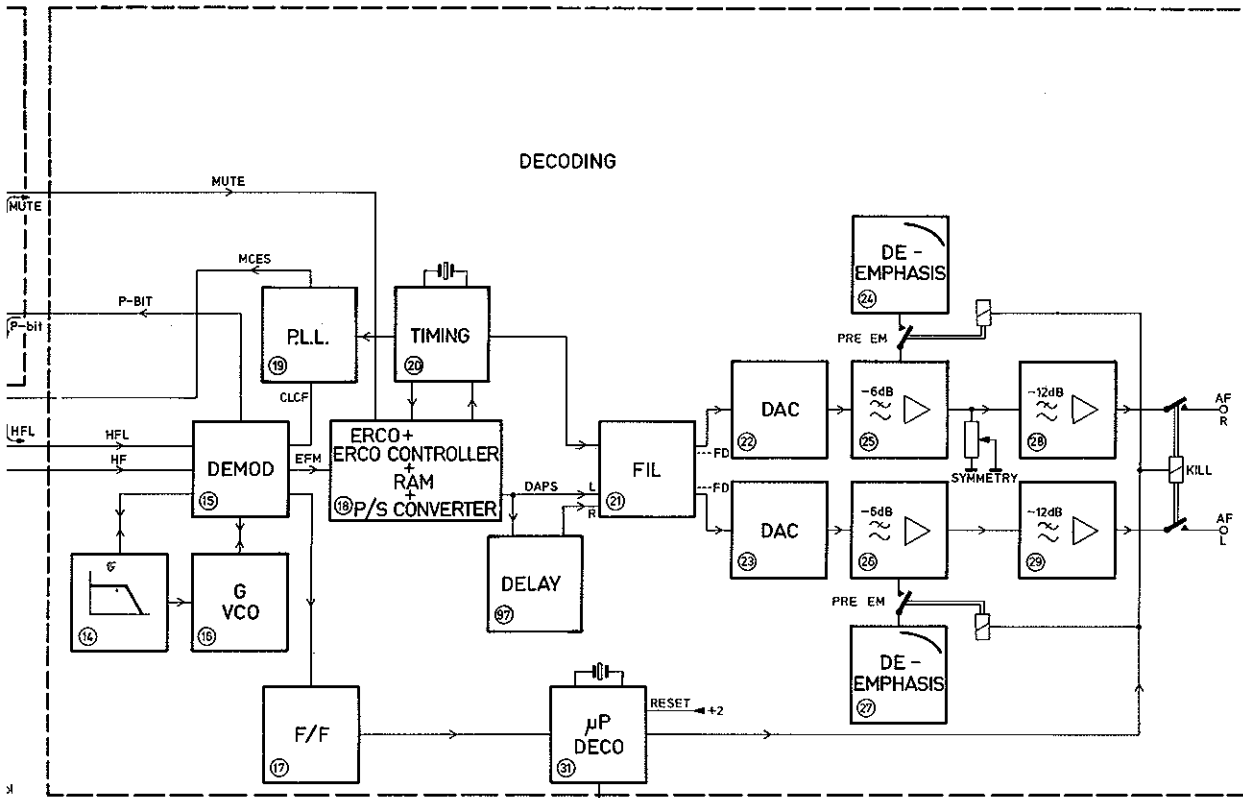 DECODING
MUTE
MUTE
MCES
P-BIT
P-bit
P.L.L.
19
TIMING
20
CLCF
DE-
EMPHASIS
24
PRE EM
HFL
HFL
HF
DEMOD
15
EFM
ERCO+
ERCO CONTROLLER
+
RAM
+
P/S CONVERTER
18
DAPS
L
R
FIL
21
FD
FD
DAC
22
-6dB
25
SYMMETRY
-12dB
28
AF
R
KILL
DAC
23
-6dB
26
-12dB
29
AF
L
14
G
VCO
16
DELAY
97
PRE EM
DE-
EMPHASIS
27
F/F
17
µP
DECO
31
RESET
+2